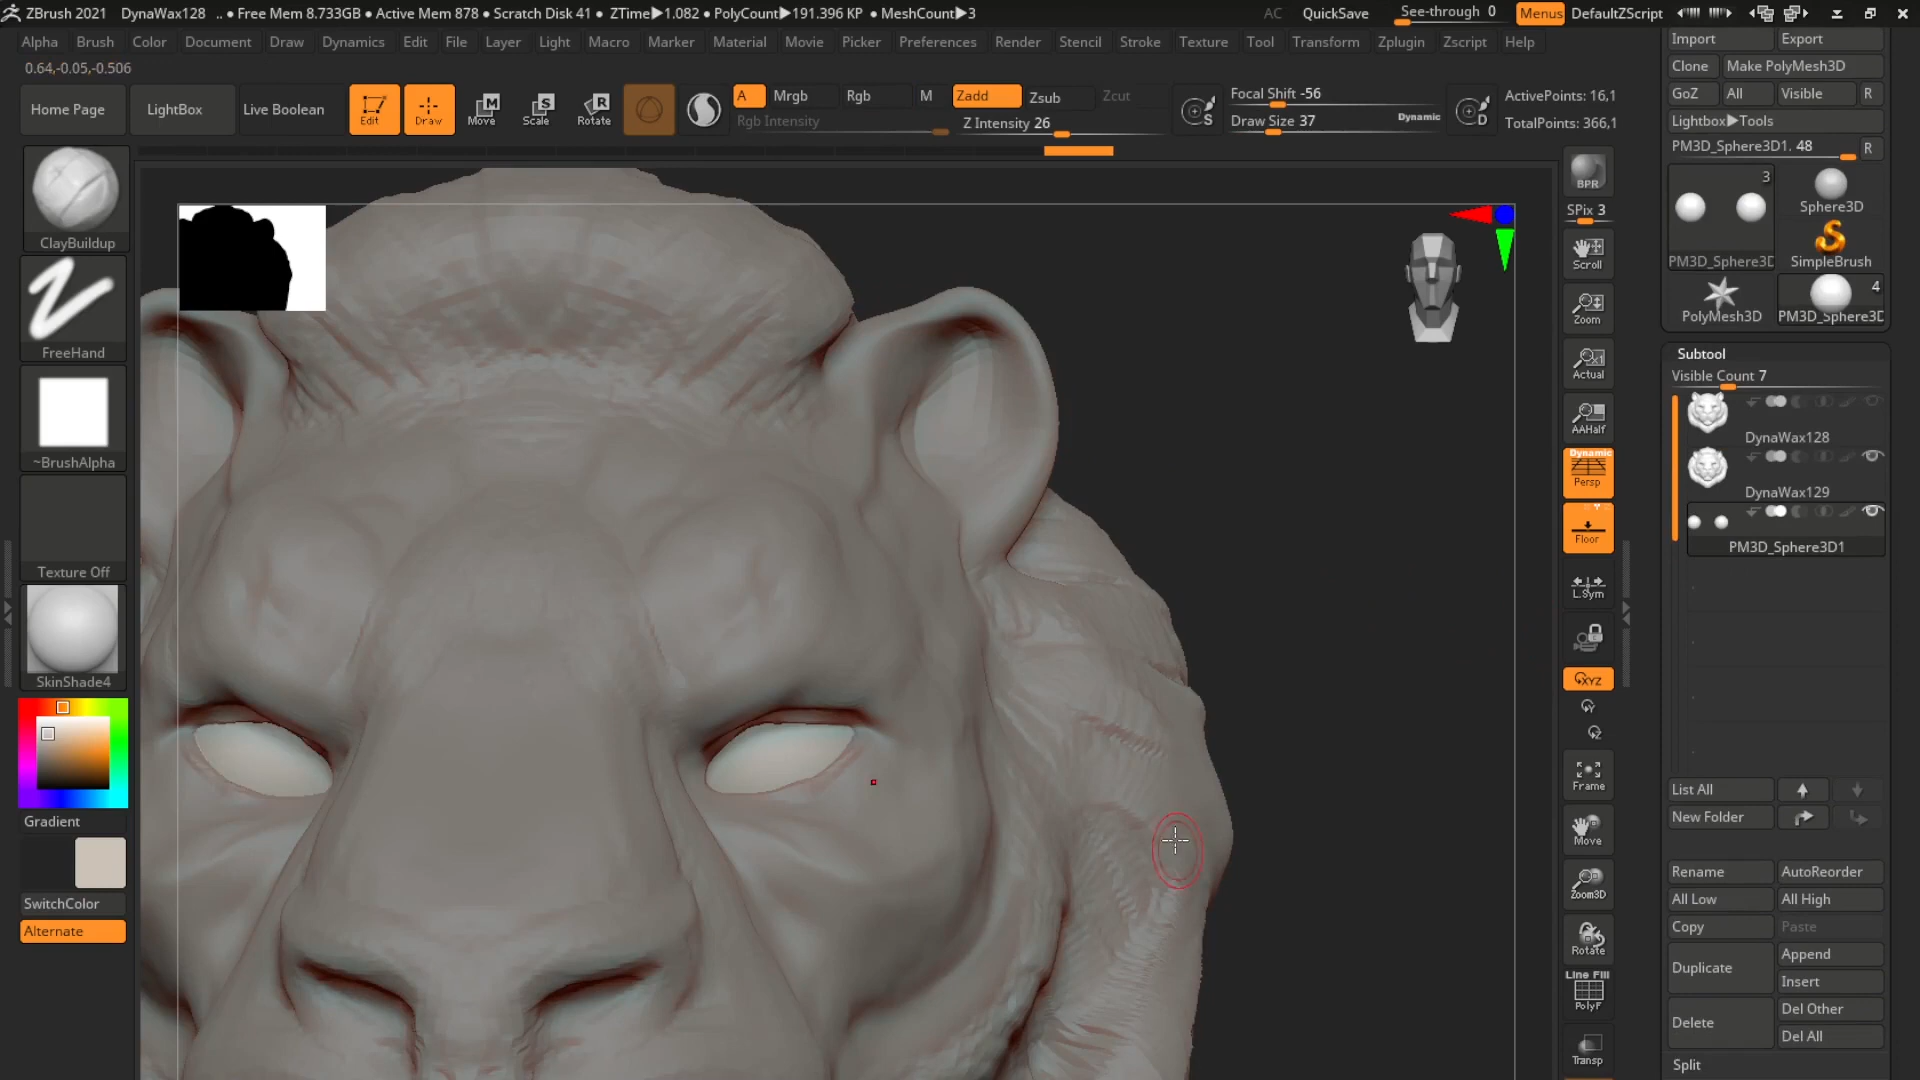 ZBrush 2021 DynaWax128 .. • Free Mem 8.733GB • Active Mem 878 • Scratch Disk 41 • ZTime▶1.082 • PolyCount▶191.396 KP • MeshCount▶3 AC QuickSave See-through 0 Menus DefaultZScript
Alpha Brush Color Document Draw Dynamics Edit File Layer Light Macro Marker Material Movie Picker Preferences Render Stencil Stroke Texture Tool Transform Zplugin Zscript Help
0.64,-0.05,-0.506
Home Page LightBox Live Boolean Edit Draw Move Scale Rotate
M S R
A Mrgb Rgb M Zadd Zsub Zcut
Rgb Intensity Z Intensity 26
S Focal Shift -56
Draw Size 37 Dynamic
D ActivePoints: 16,1
TotalPoints: 366,1
ClayBuildup
FreeHand
~BrushAlpha
Texture Off
SkinShade4
Gradient
SwitchColor
Alternate
BPR
SPix 3
Scroll
Zoom
Actual
AAHalf
Dynamic
Persp
Floor
L.Sym
XYZ
Y
Z
Frame
Move
Zoom3D
Rotate
Line Fill
PolyF
Transp
Import Export
Clone Make PolyMesh3D
GoZ All Visible R
Lightbox▶Tools
PM3D_Sphere3D1. 48 R
3
Sphere3D
PM3D_Sphere3D SimpleBrush
4
PolyMesh3D PM3D_Sphere3D
Subtool
Visible Count 7
DynaWax128
DynaWax129
PM3D_Sphere3D1
List All
New Folder
Rename AutoReorder
All Low All High
Copy Paste
Duplicate Append
Insert
Delete Del Other
Del All
Split